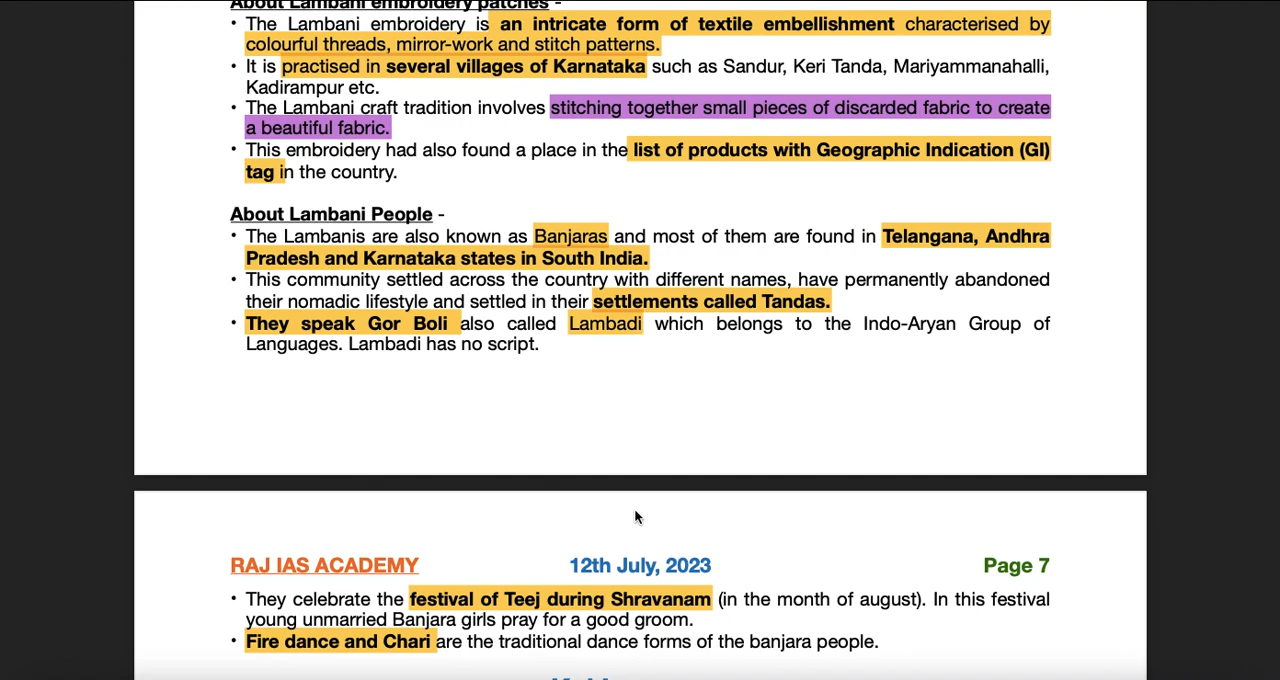 About Lambani embroidery patches -
• The Lambani embroidery is an intricate form of textile embellishment characterised by
colourful threads, mirror-work and stitch patterns.
• It is practised in several villages of Karnataka such as Sandur, Keri Tanda, Mariyammanahalli,
Kadirampur etc.
• The Lambani craft tradition involves stitching together small pieces of discarded fabric to create
a beautiful fabric.
• This embroidery had also found a place in the list of products with Geographic Indication (GI)
tag in the country.
About Lambani People -
• The Lambanis are also known as Banjaras and most of them are found in Telangana, Andhra
Pradesh and Karnataka states in South India.
• This community settled across the country with different names, have permanently abandoned
their nomadic lifestyle and settled in their settlements called Tandas.
• They speak Gor Boli also called Lambadi which belongs to the Indo-Aryan Group of
Languages. Lambadi has no script.
RAJ IAS ACADEMY 12th July, 2023 Page 7
• They celebrate the festival of Teej during Shravanam (in the month of august). In this festival
young unmarried Banjara girls pray for a good groom.
• Fire dance and Chari are the traditional dance forms of the banjara people.